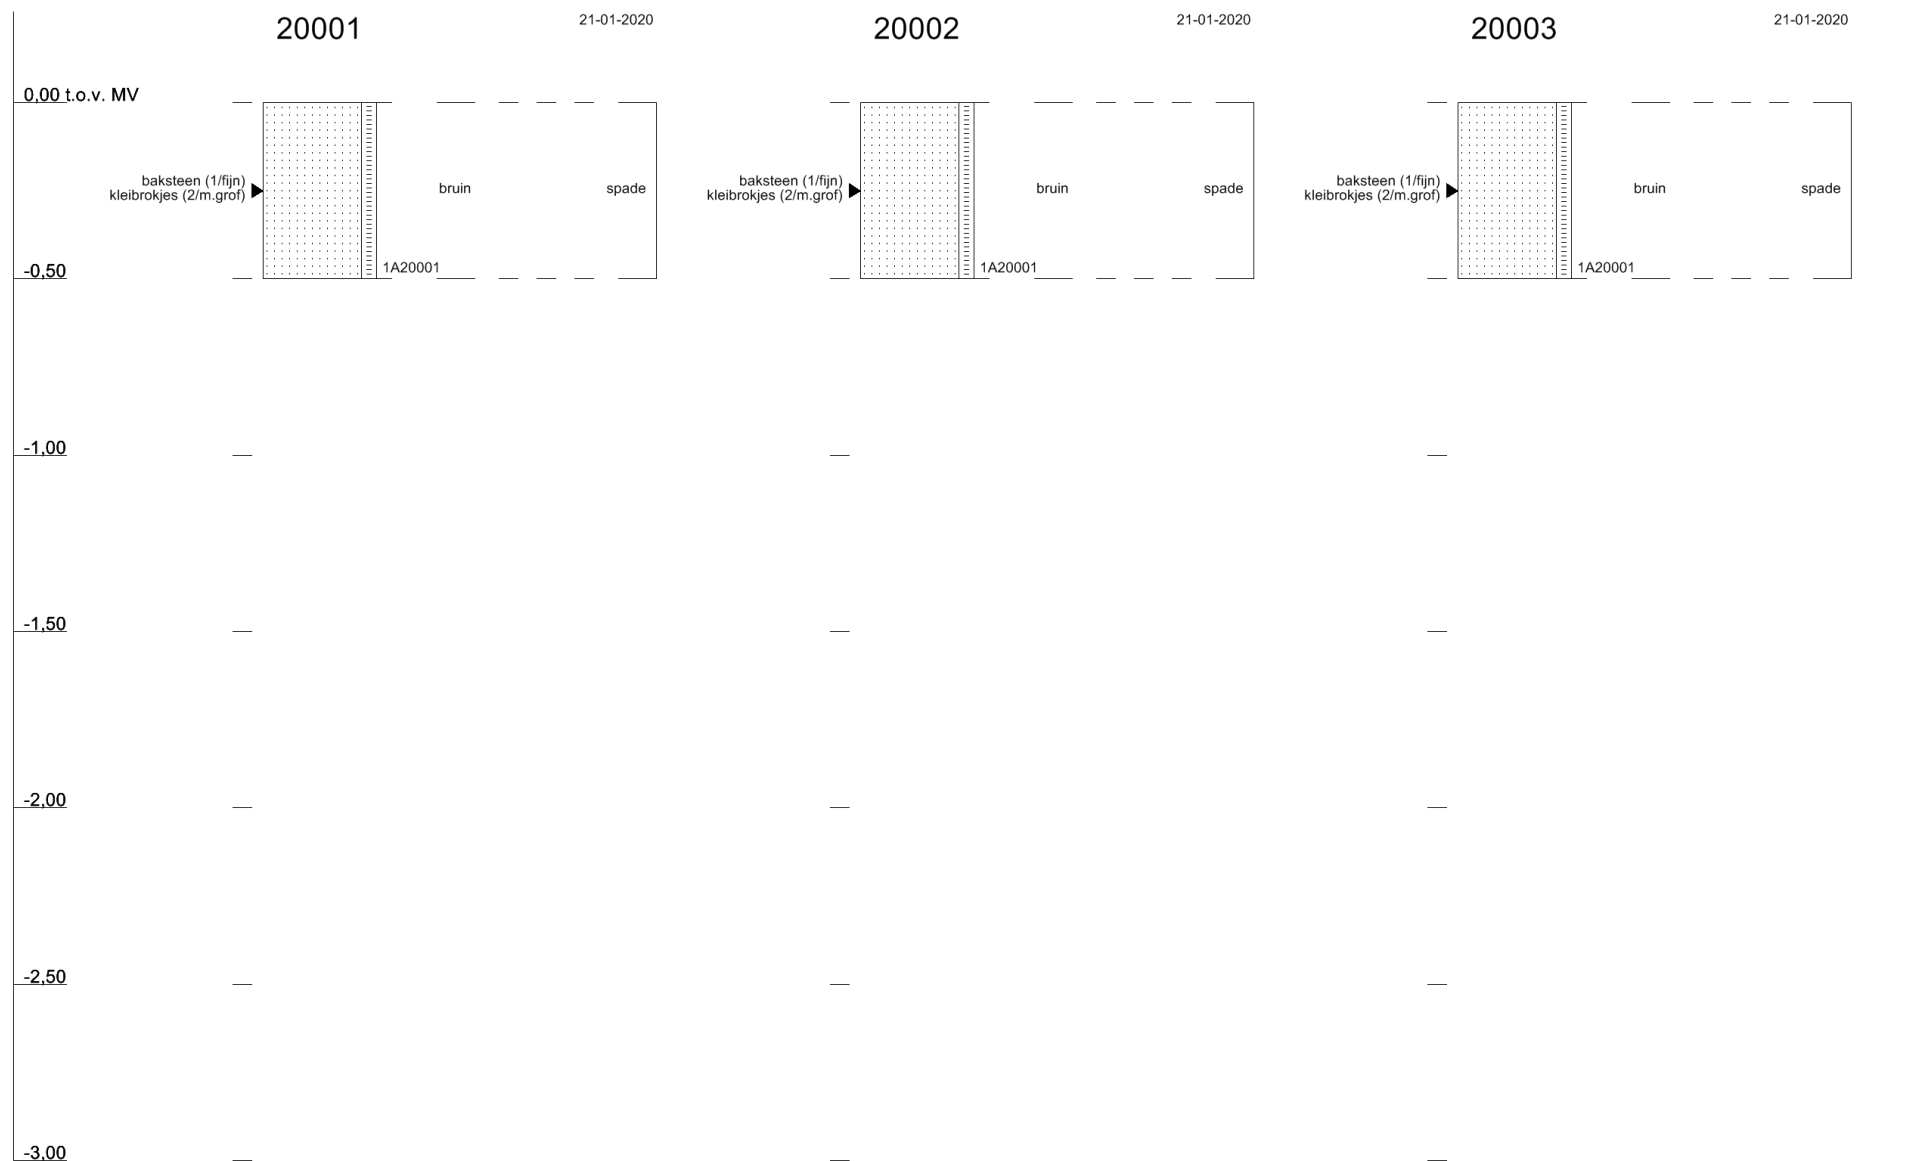 20001
21-01-2020
20002
21-01-2020
20003
21-01-2020
0,00 t.o.v. MV
baksteen (1/fijn)
kleibrokjes (2/m.grof)
bruin
spade
1A20001
baksteen (1/fijn)
kleibrokjes (2/m.grof)
bruin
spade
1A20001
baksteen (1/fijn)
kleibrokjes (2/m.grof)
bruin
spade
1A20001
-0,50
-1,00
-1,50
-2,00
-2,50
-3,00